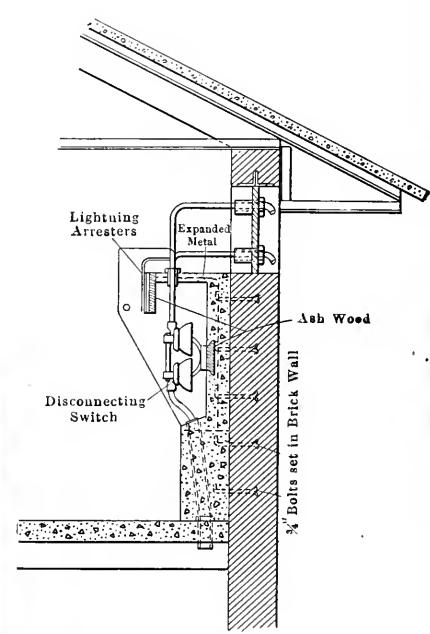 Lightning
Arresters
Expanded
Metal
Ash Wood
Disconnecting
Switch
¾" Bolts set in Brick Wall